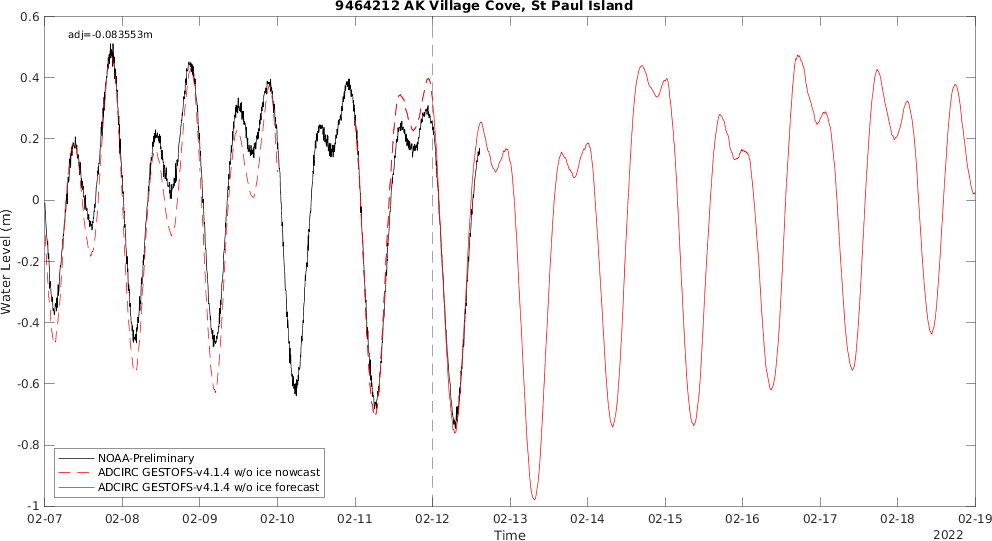 9464212 AK Village Cove, St Paul Island
adj=-0.083553m
0.6
0.4
0.2
0
-0.2
-0.4
-0.6
-0.8
-1
Water Level (m)
NOAA-Preliminary
ADCIRC GESTOFS-v4.1.4 w/o ice nowcast
ADCIRC GESTOFS-v4.1.4 w/o ice forecast
02-07 02-08 02-09 02-10 02-11 02-12 02-13 02-14 02-15 02-16 02-17 02-18 02-19
Time
2022